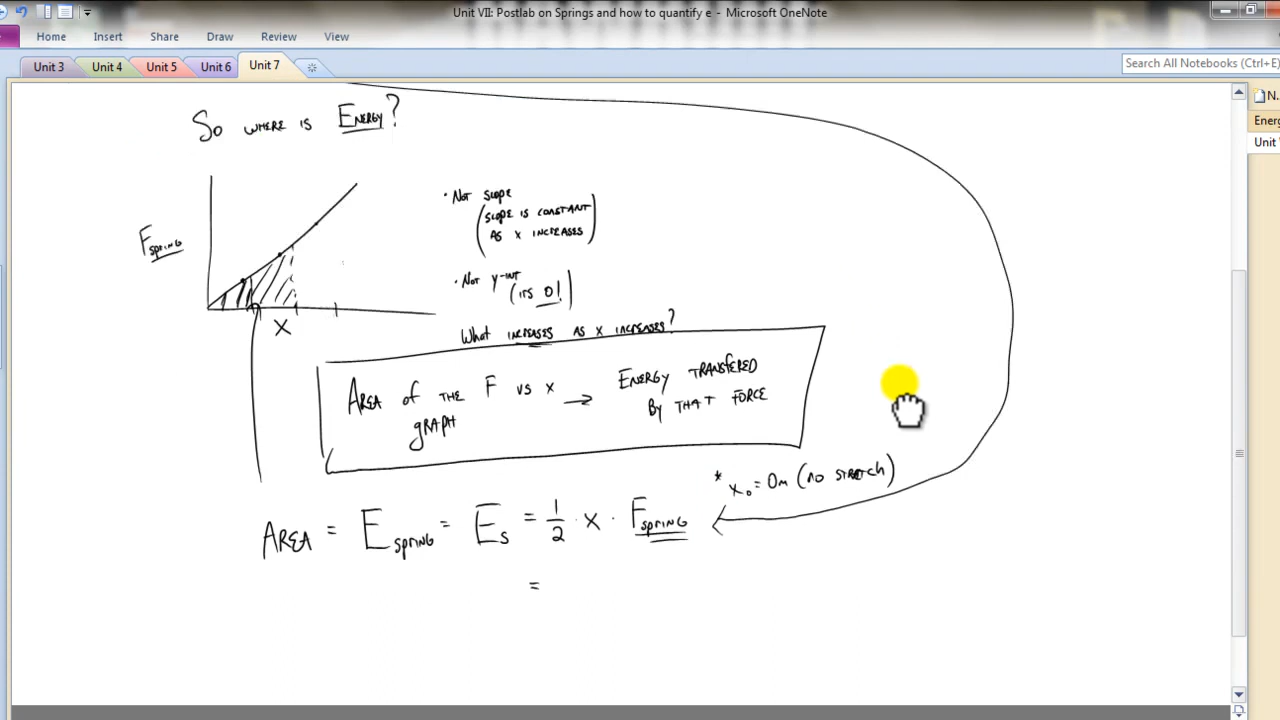 Unit VII: Postlab on Springs and how to quantify e - Microsoft OneNote
Home Insert Share Draw Review View
Unit 3 Unit 4 Unit 5 Unit 6 Unit 7
Search All Notebooks (Ctrl+E)
N.
Energ
Unit
So WHERE IS ENERGY?
Fspring
X
• Not Slope
(SLOPE IS CONSTANT
AS X INCREASES)
• Not y-int
(ITS 0!)
What INCREASES AS X INCREASES?
AREA of THE F vs x
graph
→ ENERGY TRANSFERED
By THAT FORCE
* x₀ = 0m (no stretch)
AREA = Espring = Es = 1/2 · x · Fspring
=